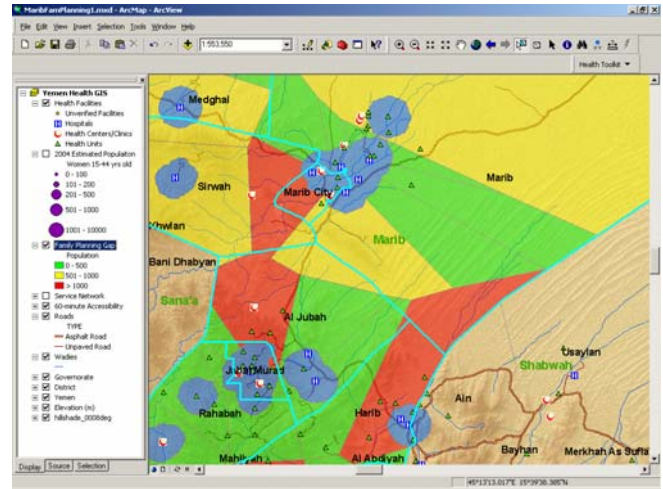 MaribFamPlanning1.mxd - ArcMap - ArcView
File Edit View Insert Selection Tools Window Help
1:553,550
Health Toolkit
Yemen Health GIS
Health Facilities
Unverified Facilities
Hospitals
Health Centers/Clinics
Health Units
2004 Estimated Population
Women 15-44 yrs old
0 - 100
101 - 200
201 - 500
501 - 1000
1001 - 10000
Family Planning Gap
Population
0 - 500
501 - 1000
> 1000
Service Network
60-minute Accessibility
Roads
TYPE
Asphalt Road
Unpaved Road
Wadies
Governorate
District
Yemen
Elevation (m)
hillshade_0008deg
Display Source Selection
Medghal
Sirwah
Marib City
Marib
Khwlan
Marib
Bani Dhabyan
Sana'a
Al Jubah
Usaylan
Shabwah
Jabal Murad
Rahabah
Harib
Ain
Bayhan
Merkhah As Sufla
Al Abdiyah
45°13'13.017"E 15°39'38.385"N